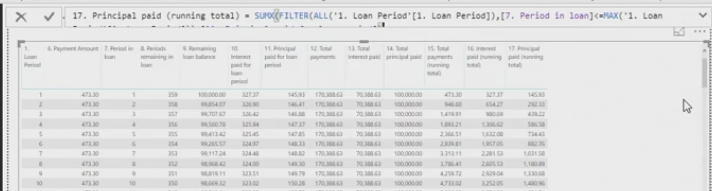 17. Principal paid (running total) = SUMX(FILTER(ALL('1. Loan Period'[1. Loan Period]),[7. Period in loan]<=MAX('1. Loan
1. Loan Period 6. Payment Amount 7. Period in loan 8. Periods remaining in loan 9. Remaining loan balance 10. Interest paid for loan period 11. Principal paid for loan period 12. Total payments 13. Total interest paid 14. Total principal paid 15. Total payments (running total) 16. Interest paid (running total) 17. Principal paid (running total)
1 473.30 1 359 100,000.00 327.37 145.93 170,388.63 70,388.63 100,000.00 473.30 327.37 145.93
2 473.30 2 358 99,854.07 326.90 146.41 170,388.63 70,388.63 100,000.00 946.60 654.27 292.33
3 473.30 3 357 99,707.67 326.42 146.88 170,388.63 70,388.63 100,000.00 1,419.91 980.69 439.22
4 473.30 4 356 99,560.78 325.94 147.37 170,388.63 70,388.63 100,000.00 1,893.21 1,306.62 586.58
5 473.30 5 355 99,413.42 325.45 147.85 170,388.63 70,388.63 100,000.00 2,366.51 1,632.08 734.43
6 473.30 6 354 99,265.57 324.97 148.33 170,388.63 70,388.63 100,000.00 2,839.81 1,957.05 882.76
7 473.30 7 353 99,117.24 324.48 148.82 170,388.63 70,388.63 100,000.00 3,313.11 2,281.53 1,031.58
8 473.30 8 352 98,968.42 324.00 149.30 170,388.63 70,388.63 100,000.00 3,786.41 2,605.53 1,180.89
9 473.30 9 351 98,819.11 323.51 149.79 170,388.63 70,388.63 100,000.00 4,259.72 2,929.04 1,330.68
10 473.30 10 350 98,669.32 323.02 150.28 170,388.63 70,388.63 100,000.00 4,733.02 3,252.05 1,480.96